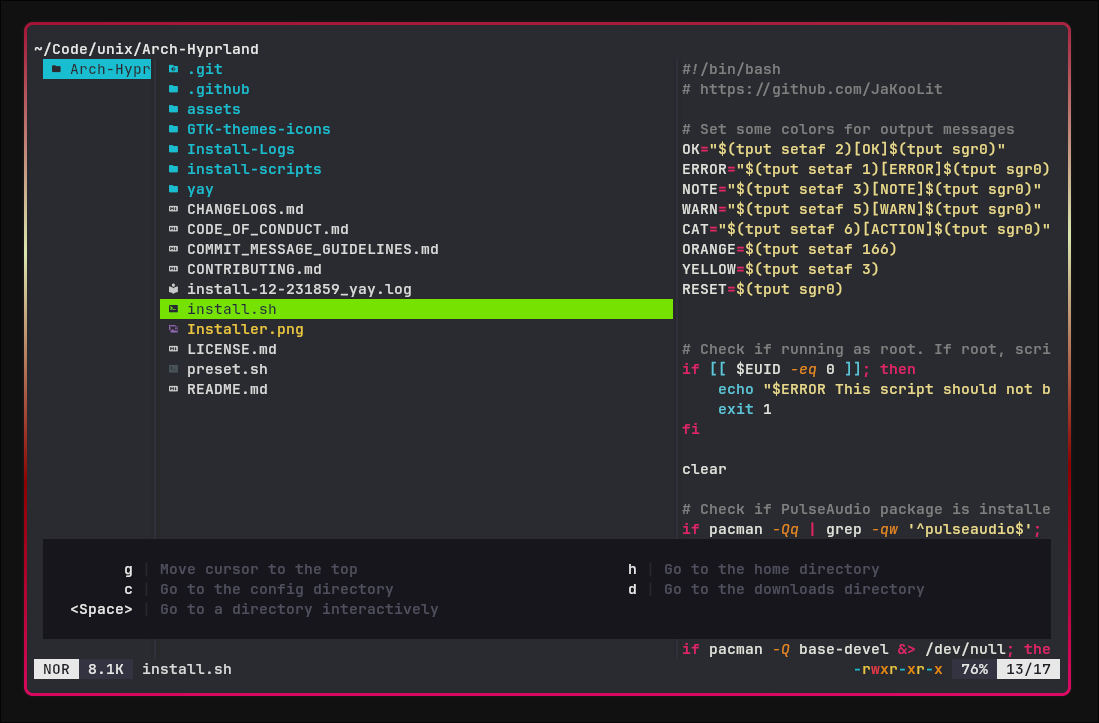 ~/Code/unix/Arch-Hyprland
Arch-Hypr
.git
.github
assets
GTK-themes-icons
Install-Logs
install-scripts
yay
CHANGELOGS.md
CODE_OF_CONDUCT.md
COMMIT_MESSAGE_GUIDELINES.md
CONTRIBUTING.md
install-12-231859_yay.log
install.sh
Installer.png
LICENSE.md
preset.sh
README.md
#!/bin/bash
# https://github.com/JaKooLit
# Set some colors for output messages
OK="$(tput setaf 2)[OK]$(tput sgr0)"
ERROR="$(tput setaf 1)[ERROR]$(tput sgr0)
NOTE="$(tput setaf 3)[NOTE]$(tput sgr0)"
WARN="$(tput setaf 5)[WARN]$(tput sgr0)"
CAT="$(tput setaf 6)[ACTION]$(tput sgr0)"
ORANGE=$(tput setaf 166)
YELLOW=$(tput setaf 3)
RESET=$(tput sgr0)
# Check if running as root. If root, scri
if [[ $EUID -eq 0 ]]; then
    echo "$ERROR This script should not b
    exit 1
fi
clear
# Check if PulseAudio package is installe
if pacman -Qq | grep -qw '^pulseaudio$';
g | Move cursor to the top
c | Go to the config directory
<Space> | Go to a directory interactively
h | Go to the home directory
d | Go to the downloads directory
if pacman -Q base-devel &> /dev/null; the
NOR 8.1K install.sh -rwxr-xr-x 76% 13/17